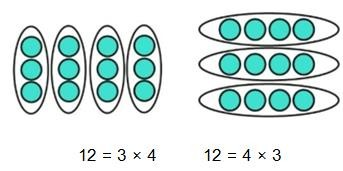 12 = 3 × 4 12 = 4 × 3